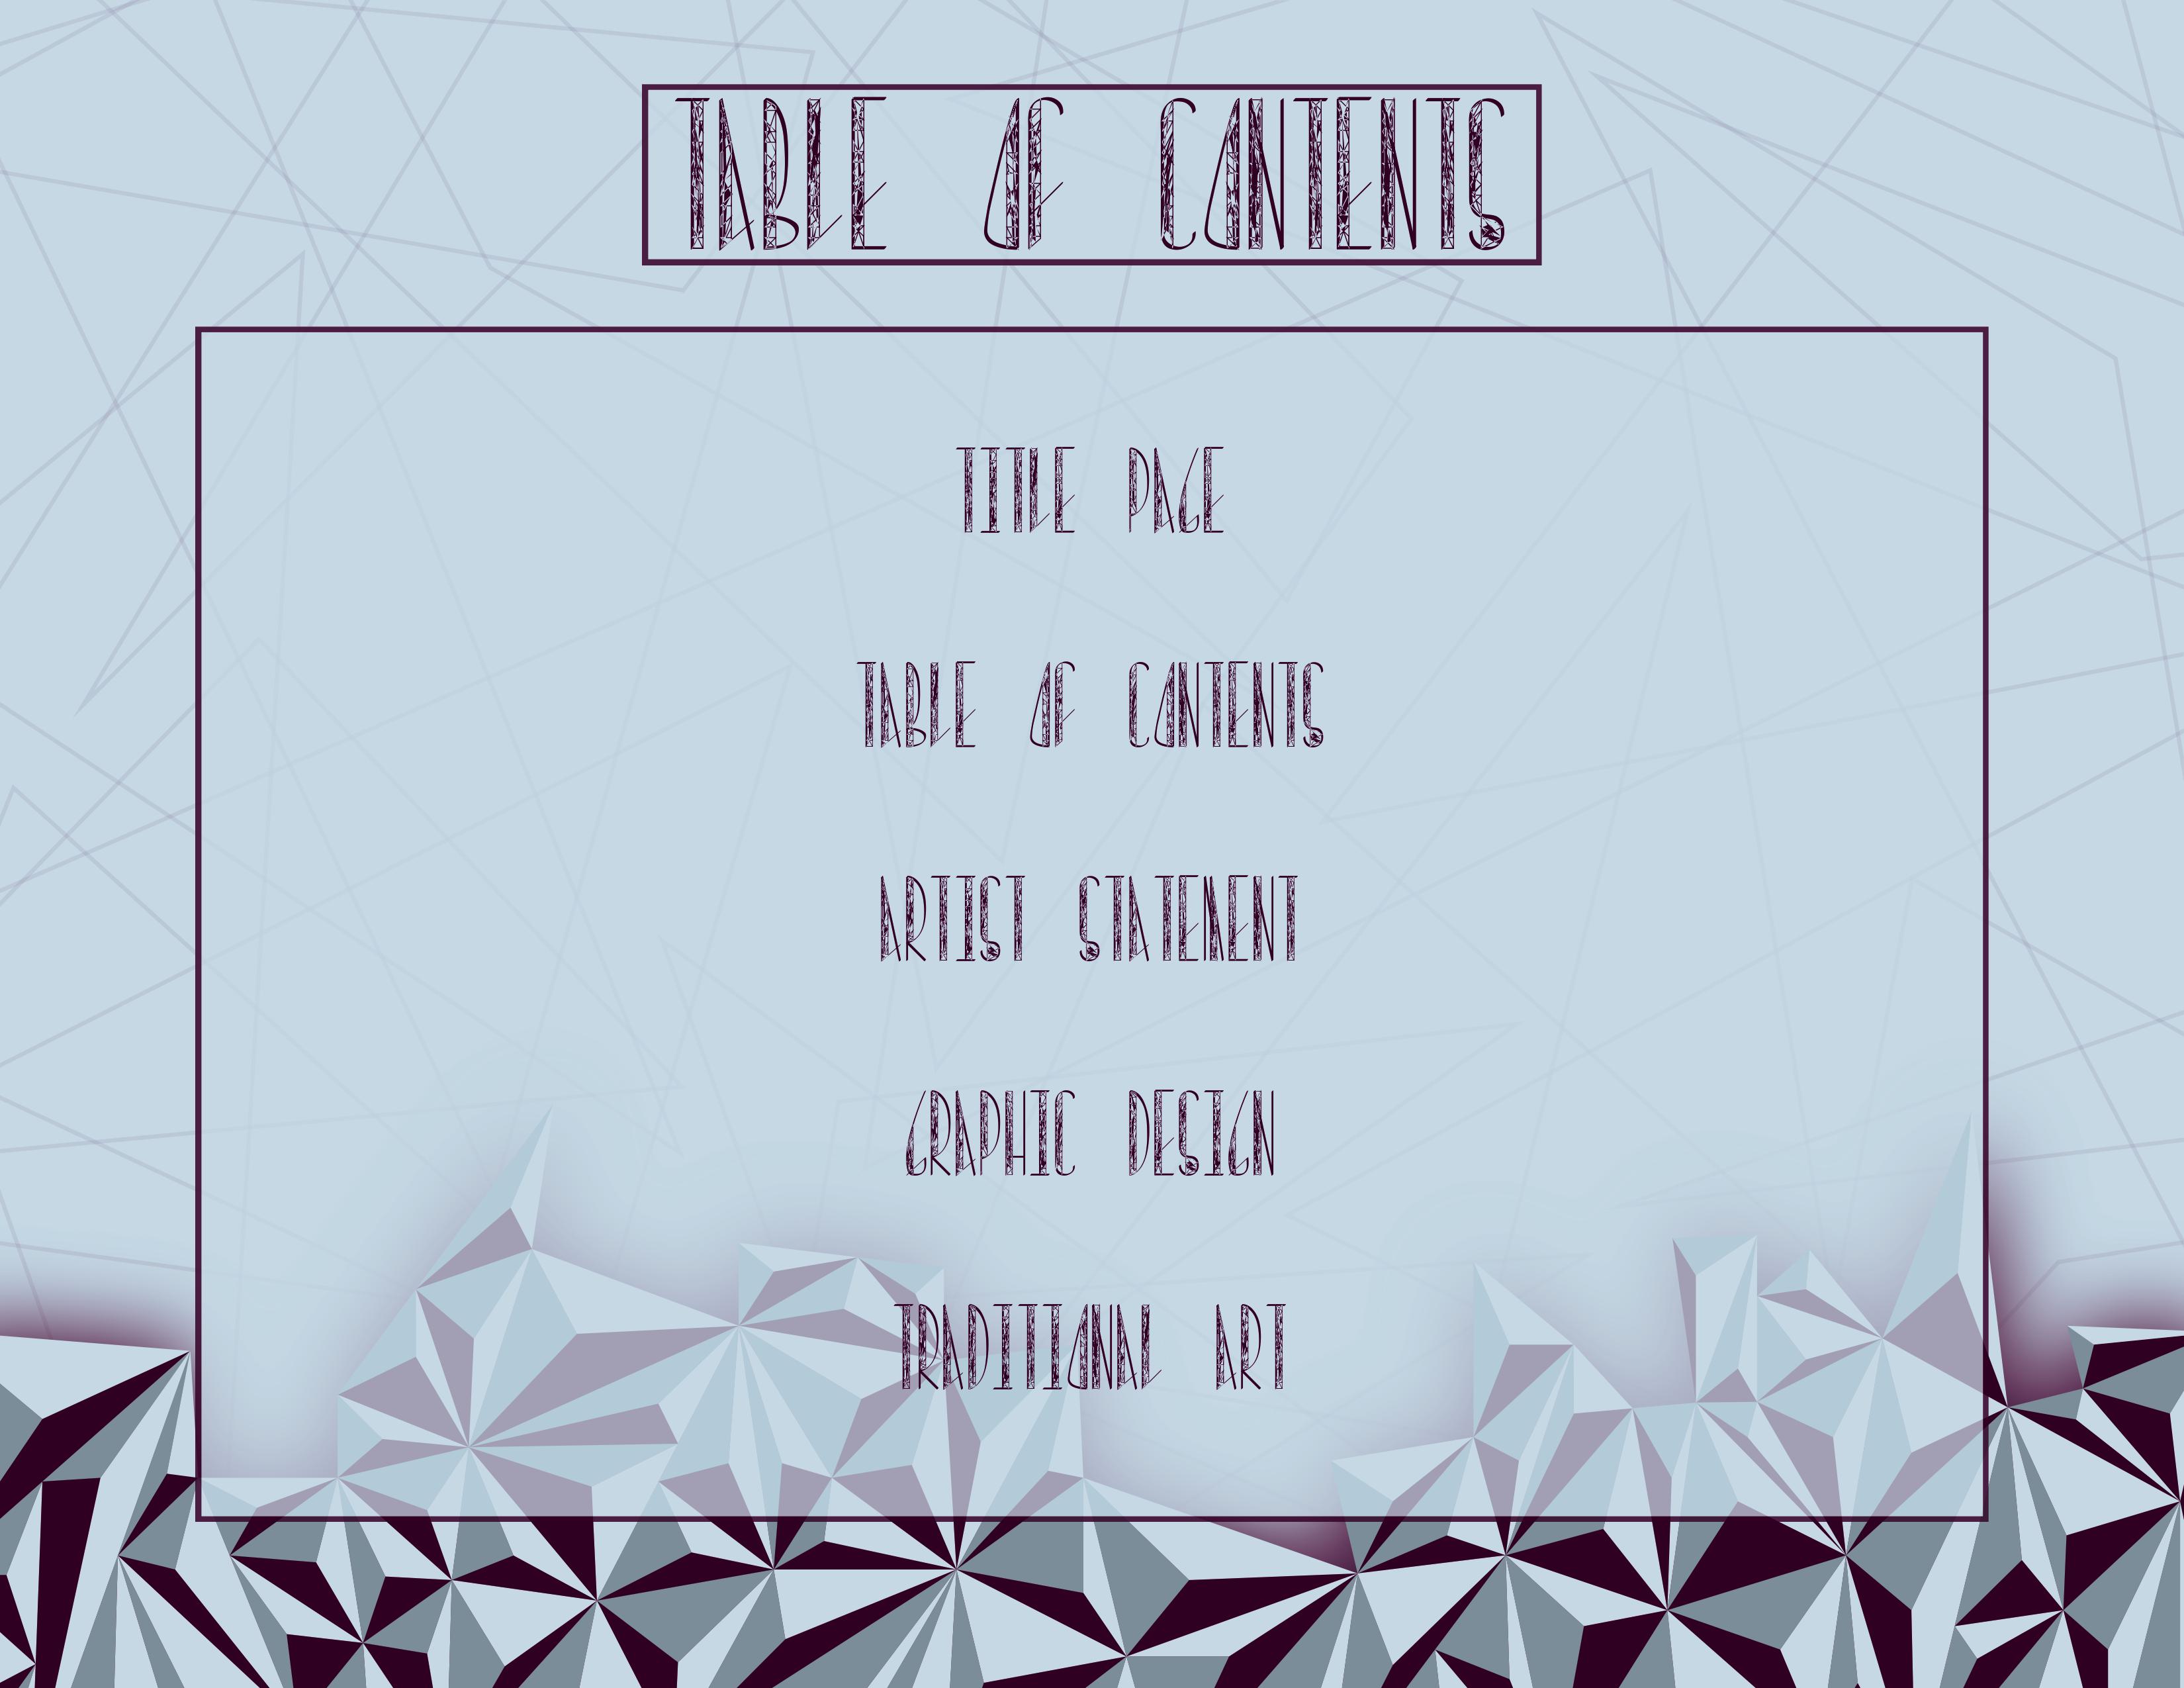 TABLE OF CONTENTS
TITLE PAGE
TABLE OF CONTENTS
ARTIST STATEMENT
GRAPHIC DESIGN
TRADITIONAL ART